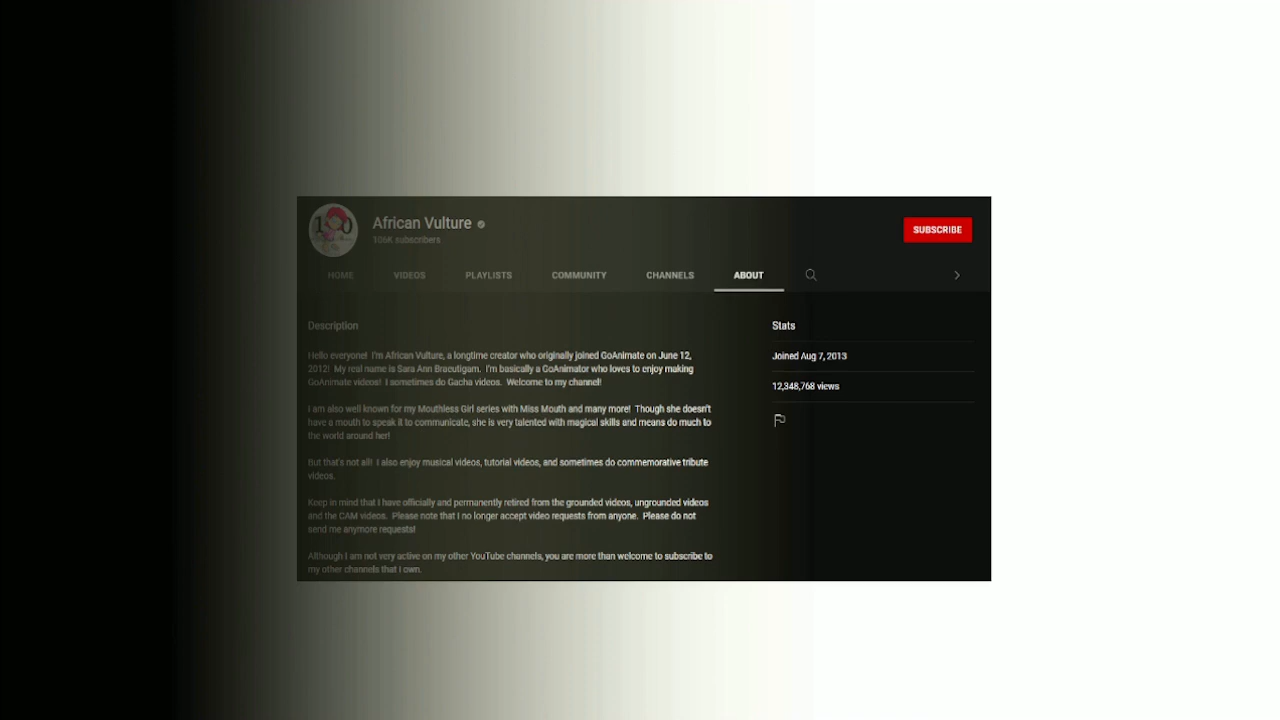 African Vulture
106K subscribers
SUBSCRIBE
HOME VIDEOS PLAYLISTS COMMUNITY CHANNELS ABOUT
Description
Hello everyone! I'm African Vulture, a longtime creator who originally joined GoAnimate on June 12,
2012! My real name is Sara Ann Braeutigam. I'm basically a GoAnimator who loves to enjoy making
GoAnimate videos! I sometimes do Gacha videos. Welcome to my channel!
I am also well known for my Mouthless Girl series with Miss Mouth and many more! Though she doesn't
have a mouth to speak it to communicate, she is very talented with magical skills and means do much to
the world around her!
But that's not all! I also enjoy musical videos, tutorial videos, and sometimes do commemorative tribute
videos.
Keep in mind that I have officially and permanently retired from the grounded videos, ungrounded videos
and the CAM videos. Please note that I no longer accept video requests from anyone. Please do not
send me anymore requests!
Although I am not very active on my other YouTube channels, you are more than welcome to subscribe to
my other channels that I own.
Stats
Joined Aug 7, 2013
12,348,768 views